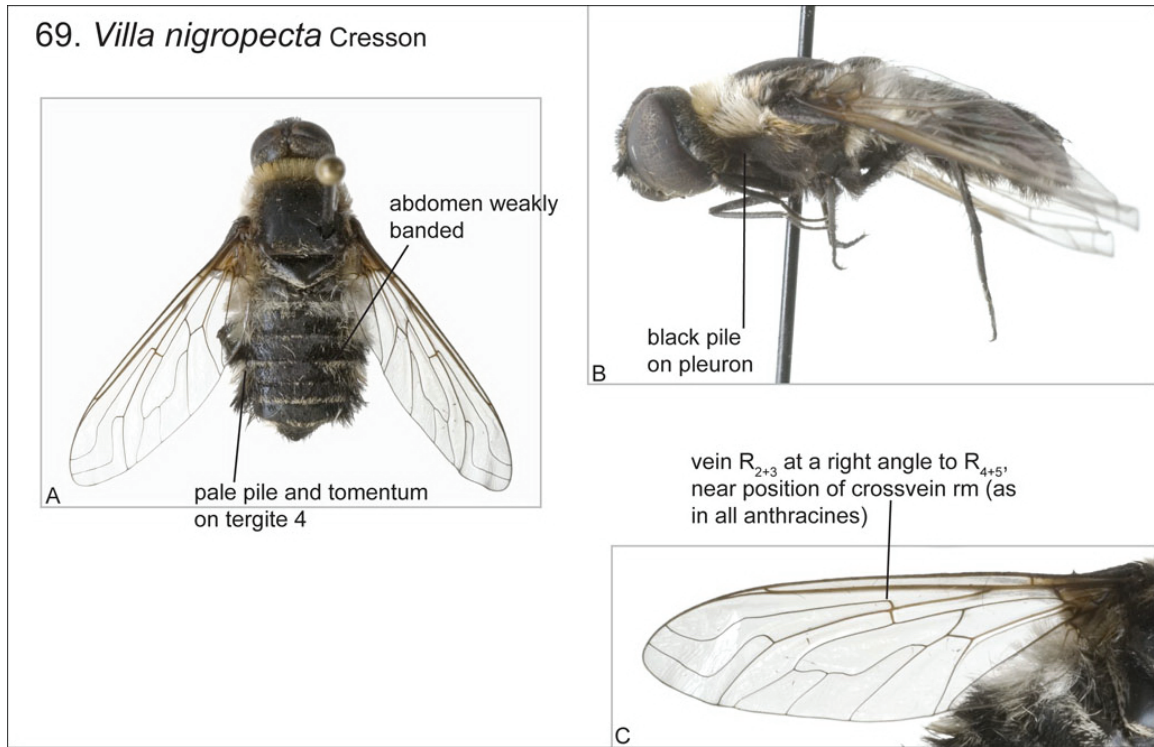 69. Villa nigropecta Cresson
abdomen weakly
banded
pale pile and tomentum
on tergite 4
A
black pile
on pleuron
B
vein R2+3 at a right angle to R4+5,
near position of crossvein rm (as
in all anthracines)
C